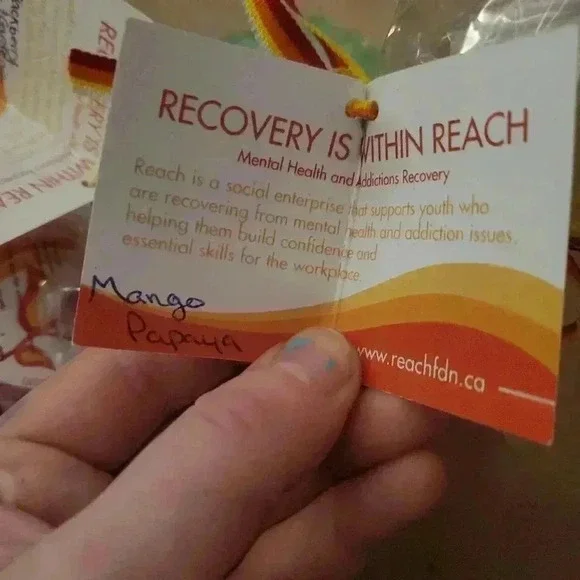 RECOVERY IS WITHIN REACH
Mental Health and Addictions Recovery
Reach is a social enterprise that supports youth who
are recovering from mental health and addiction issues,
helping them build confidence and
essential skills for the workplace.
Mango
Papaya
www.reachfdn.ca